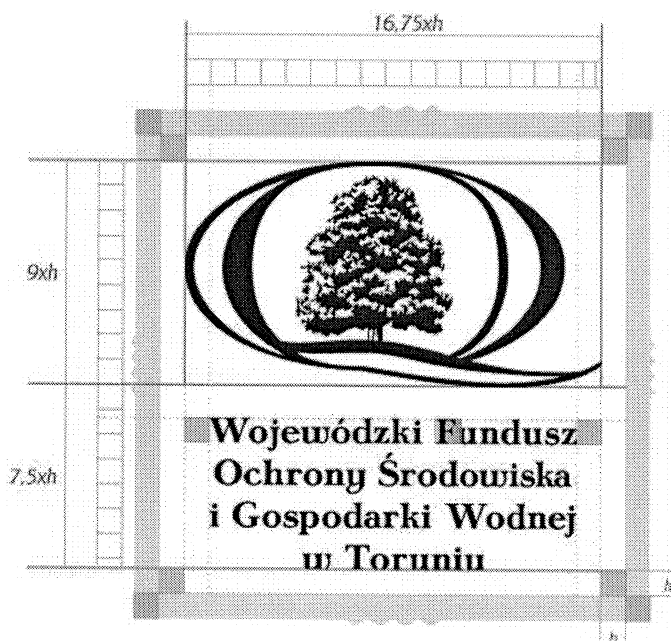 16,75xh
9xh
7,5xh
Wojewódzki Fundusz
Ochrony Środowiska
i Gospodarki Wodnej
w Toruniu
h
h